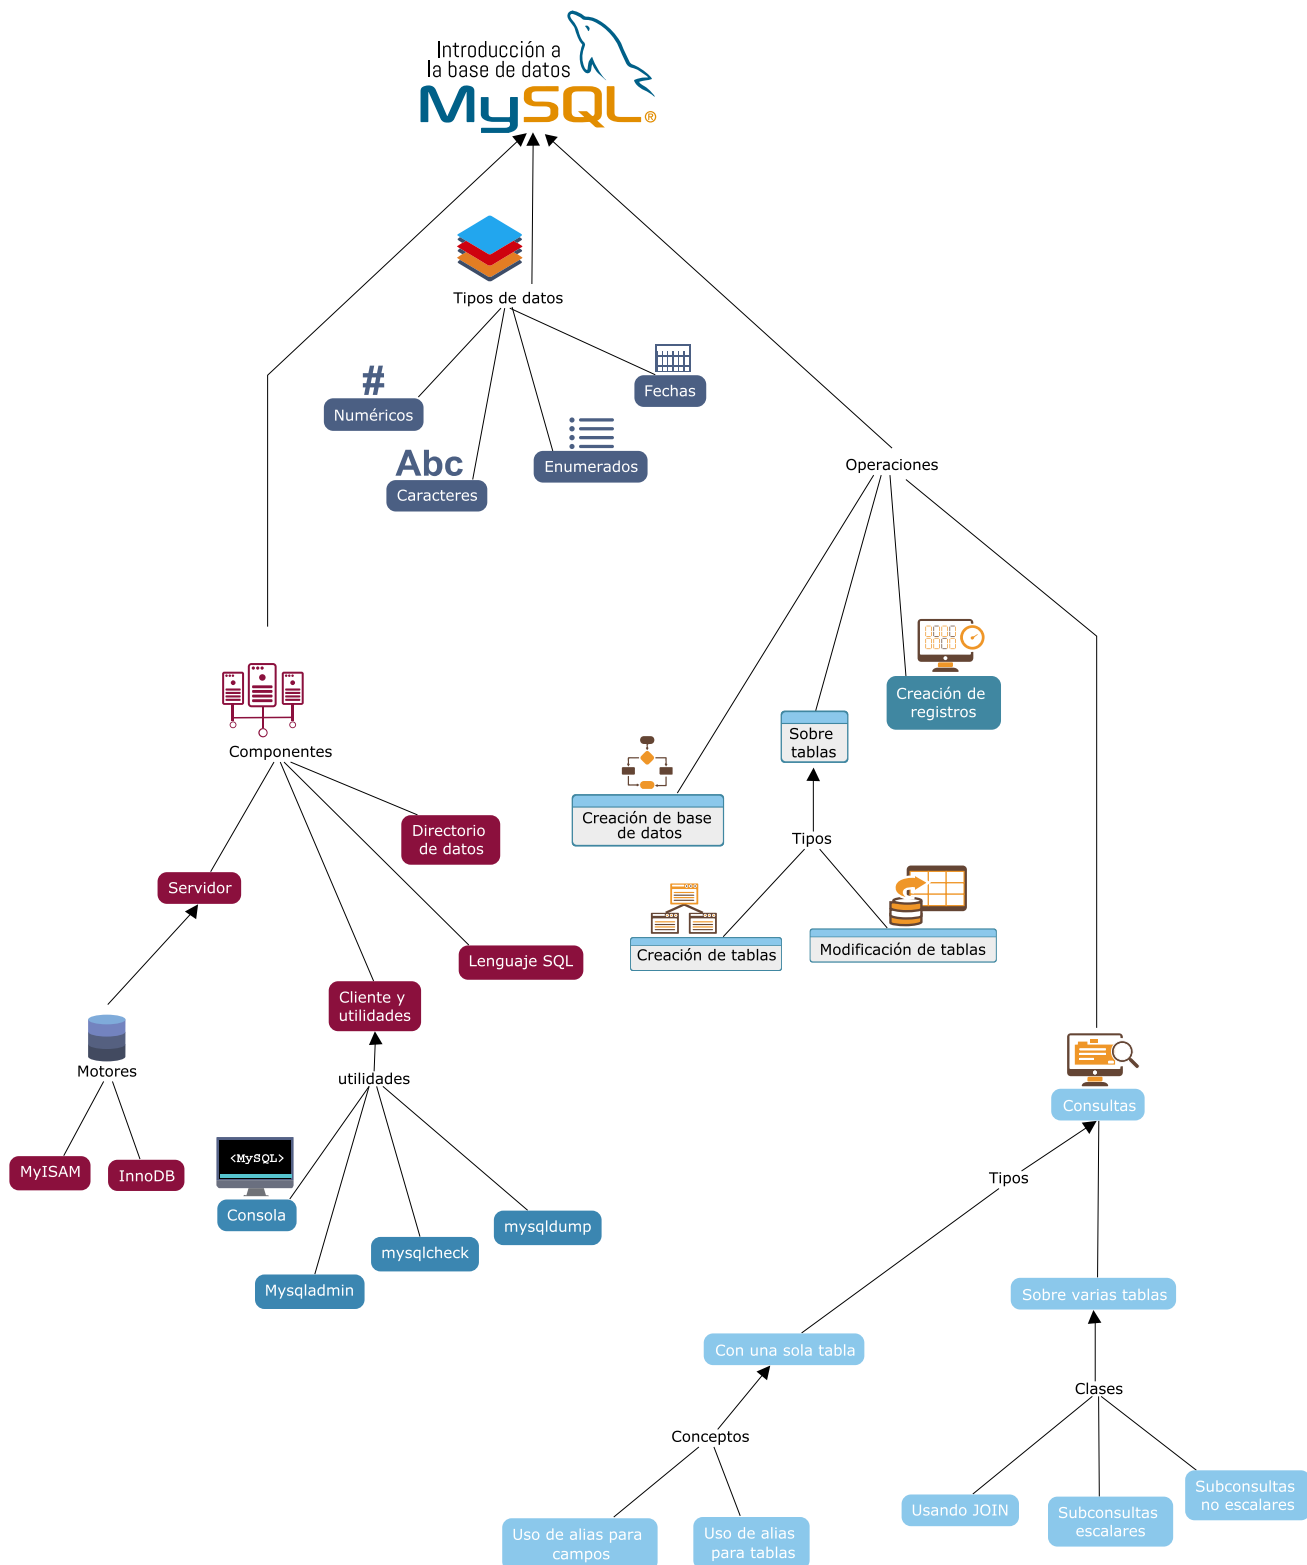 Introducción a
la base de datos
MySQL®
Tipos de datos
#
Numéricos
Abc
Caracteres
Enumerados
Fechas
Operaciones
Creación de
registros
Sobre
tablas
Creación de base
de datos
Tipos
Creación de tablas
Modificación de tablas
Componentes
Directorio
de datos
Servidor
Lenguaje SQL
Cliente y
utilidades
Motores
MyISAM
InnoDB
utilidades
<MySQL>
Consola
Mysqladmin
mysqlcheck
mysqldump
Consultas
Tipos
Sobre varias tablas
Con una sola tabla
Clases
Conceptos
Usando JOIN
Subconsultas
escalares
Subconsultas
no escalares
Uso de alias para
campos
Uso de alias
para tablas